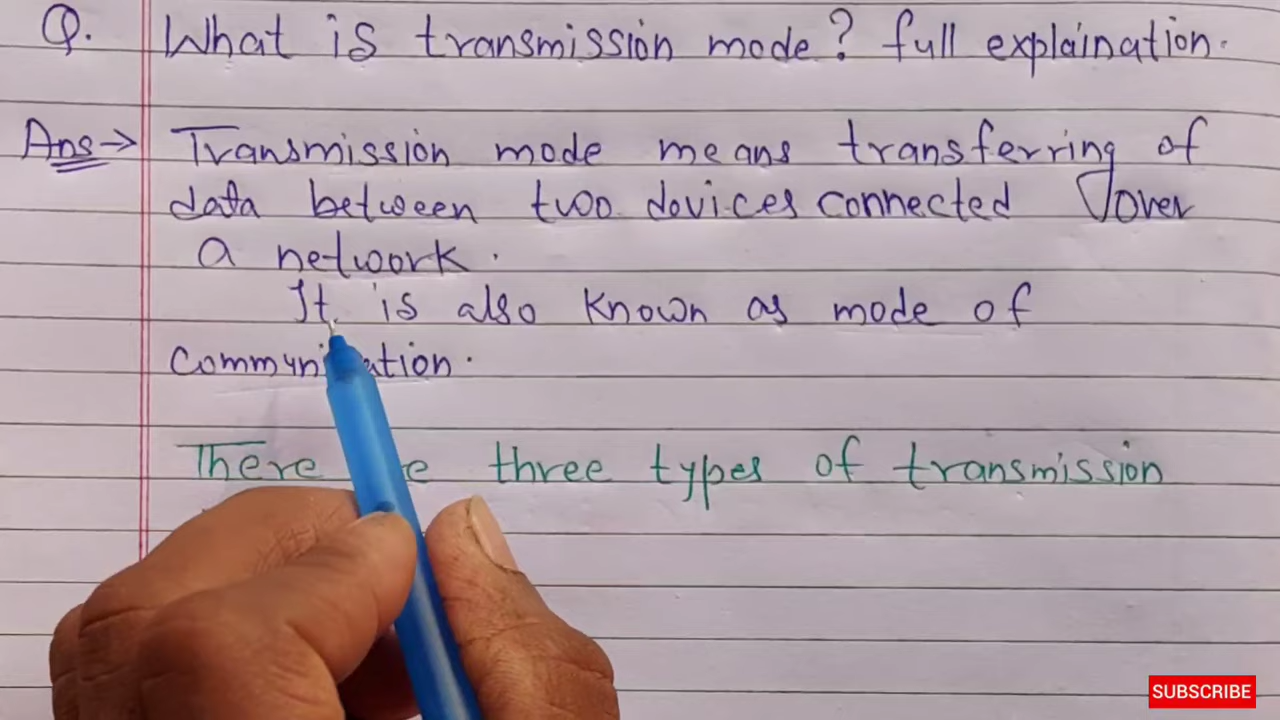 Q. What is transmission mode? full explaination.
Ans→ Transmission mode means transferring of
data between two devices connected over
a network.
It is also known as mode of
communication.
There three types of transmission
SUBSCRIBE